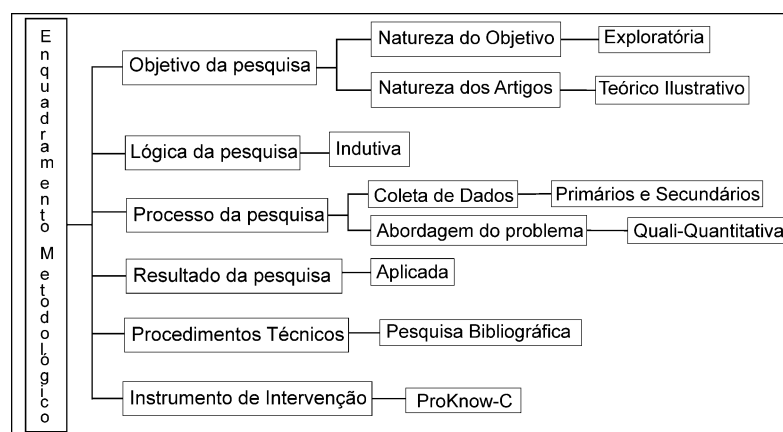 Enquadramento Metodológico
Objetivo da pesquisa
Natureza do Objetivo
Exploratória
Natureza dos Artigos
Teórico Ilustrativo
Lógica da pesquisa
Indutiva
Processo da pesquisa
Coleta de Dados
Primários e Secundários
Abordagem do problema
Quali-Quantitativa
Resultado da pesquisa
Aplicada
Procedimentos Técnicos
Pesquisa Bibliográfica
Instrumento de Intervenção
ProKnow-C